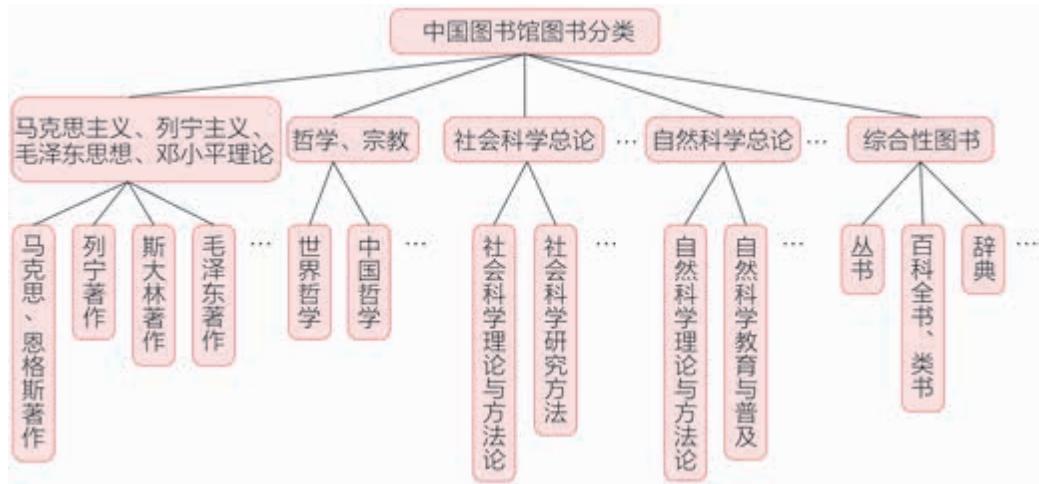 中国图书馆图书分类
马克思主义、列宁主义、
毛泽东思想、邓小平理论
哲学、宗教
社会科学总论
…
自然科学总论
…
综合性图书
马克思、恩格斯著作
列宁著作
斯大林著作
毛泽东著作
…
世界哲学
中国哲学
…
社会科学理论与方法论
社会科学研究方法
…
自然科学理论与方法论
自然科学教育与普及
…
丛书
百科全书、类书
辞典
…